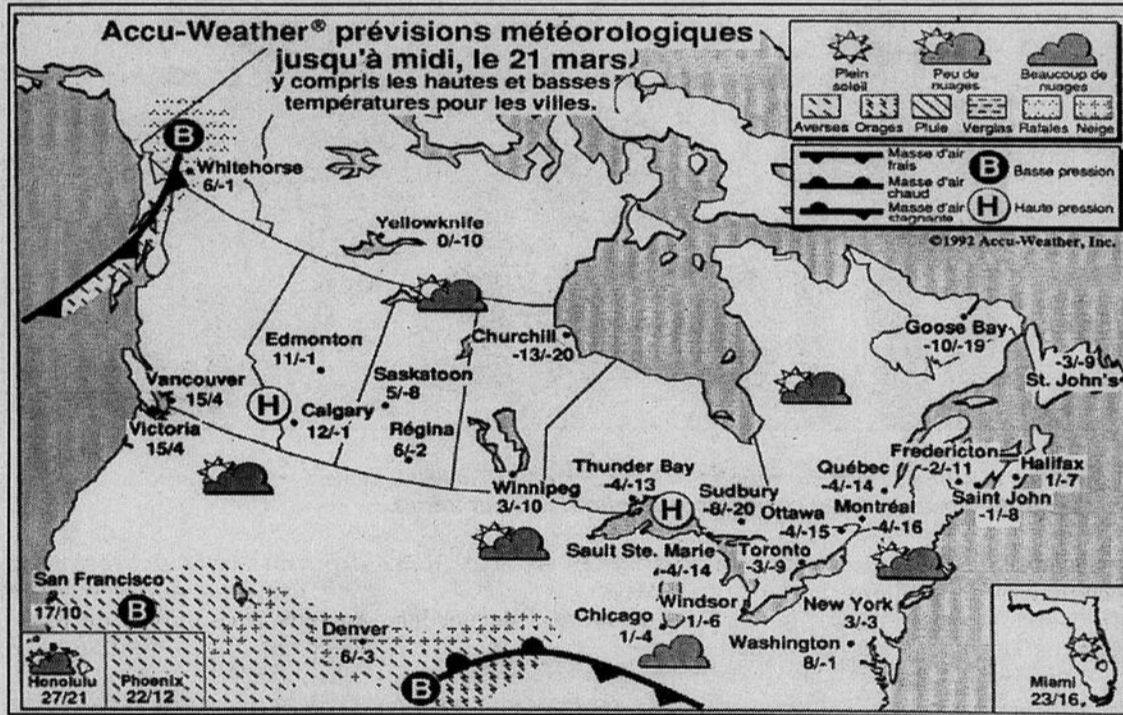 Accu-Weather® prévisions météorologiques
jusqu'à midi, le 21 mars
y compris les hautes et basses
températures pour les villes.
Plein
soleil
Peu de
nuages
Beaucoup de
nuages
Averses
Orages
Pluie
Verglas
Rafales
Neige
Masse d'air
frais
Masse d'air
chaud
Masse d'air
stagnante
B
Basse pression
H
Haute pression
©1992 Accu-Weather, Inc.
B
Whitehorse
6/-1
Yellowknife
0/-10
Edmonton
11/-1
Churchill
-13/-20
Goose Bay
-10/-19
-3/-9
St. John's
Vancouver
15/4
Victoria
15/4
H
Calgary
12/-1
Saskatoon
5/-8
Régina
6/-2
Winnipeg
3/-10
Thunder Bay
-4/-13
H
Sudbury
-8/-20
Ottawa
-4/-15
Québec
-4/-14
Montréal
-4/-16
Fredericton
-2/-11
Halifax
1/-7
Saint John
-1/-8
Sault Ste. Marie
-4/-14
Toronto
-3/-9
San Francisco
17/10
B
Denver
6/-3
B
Chicago
1/-4
Windsor
1/-6
New York
3/-3
Washington
8/-1
Honolulu
27/21
Phoenix
22/12
Miami
23/16